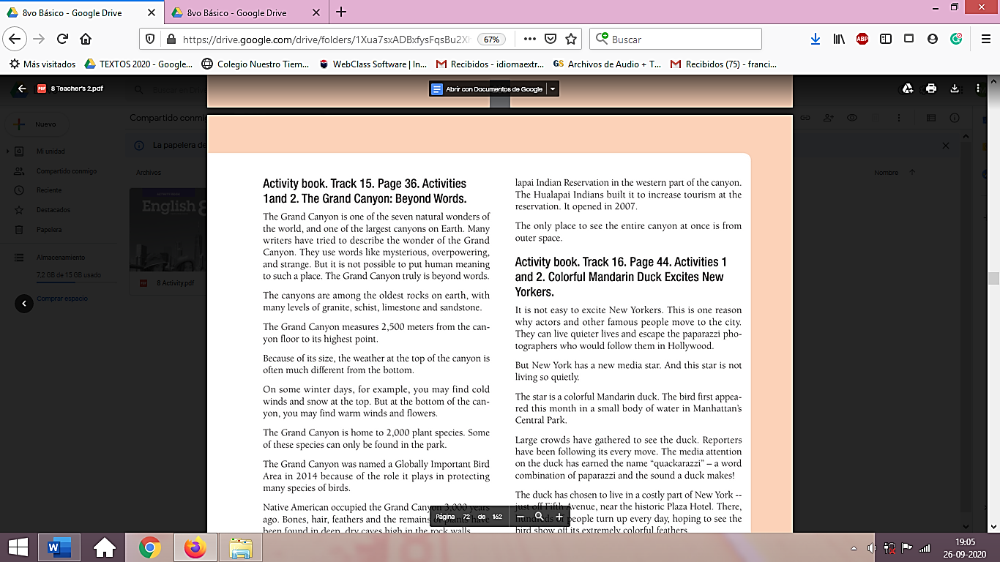 8vo Básico - Google Drive
8vo Básico - Google Drive
https://drive.google.com/drive/folders/1Xua7sxADBxfysFqsBu2X
67%
Buscar
ABP
Más visitados
TEXTOS 2020 - Google...
Colegio Nuestro Tiem...
WebClass Software | In...
Recibidos - idiomaextr...
GS Archivos de Audio + T...
Recibidos (75) - franci...
PDF 8 Teacher's 2.pdf
Abrir con Documentos de Google
Nuevo
Mi unidad
Compartido conmigo
Reciente
Destacados
Papelera
Almacenamiento
7,2 GB de 15 GB usado
Comprar espacio
Compartido conmi
La papelera de
Archivos
Nombre
English 8
8 Activity.pdf
Activity book. Track 15. Page 36. Activities
1and 2. The Grand Canyon: Beyond Words.
The Grand Canyon is one of the seven natural wonders of
the world, and one of the largest canyons on Earth. Many
writers have tried to describe the wonder of the Grand
Canyon. They use words like mysterious, overpowering,
and strange. But it is not possible to put human meaning
to such a place. The Grand Canyon truly is beyond words.
The canyons are among the oldest rocks on earth, with
many levels of granite, schist, limestone and sandstone.
The Grand Canyon measures 2,500 meters from the can-
yon floor to its highest point.
Because of its size, the weather at the top of the canyon is
often much different from the bottom.
On some winter days, for example, you may find cold
winds and snow at the top. But at the bottom of the can-
yon, you may find warm winds and flowers.
The Grand Canyon is home to 2,000 plant species. Some
of these species can only be found in the park.
The Grand Canyon was named a Globally Important Bird
Area in 2014 because of the role it plays in protecting
many species of birds.
Native American occupied the Grand Canyon 3,000 years
ago. Bones, hair, feathers and the remains of plants have
been found in deep, dry caves high in the rock walls.
lapai Indian Reservation in the western part of the canyon.
The Hualapai Indians built it to increase tourism at the
reservation. It opened in 2007.
The only place to see the entire canyon at once is from
outer space.
Activity book. Track 16. Page 44. Activities 1
and 2. Colorful Mandarin Duck Excites New
Yorkers.
It is not easy to excite New Yorkers. This is one reason
why actors and other famous people move to the city.
They can live quieter lives and escape the paparazzi pho-
tographers who would follow them in Hollywood.
But New York has a new media star. And this star is not
living so quietly.
The star is a colorful Mandarin duck. The bird first appea-
red this month in a small body of water in Manhattan's
Central Park.
Large crowds have gathered to see the duck. Reporters
have been following its every move. The media attention
on the duck has earned the name “quackarazzi” – a word
combination of paparazzi and the sound a duck makes!
The duck has chosen to live in a costly part of New York --
just off Fifth Avenue, near the historic Plaza Hotel. There,
hundreds of people turn up every day, hoping to see the
bird show off its extremely colorful feathers.
Página 72 de 162
19:05
26-09-2020